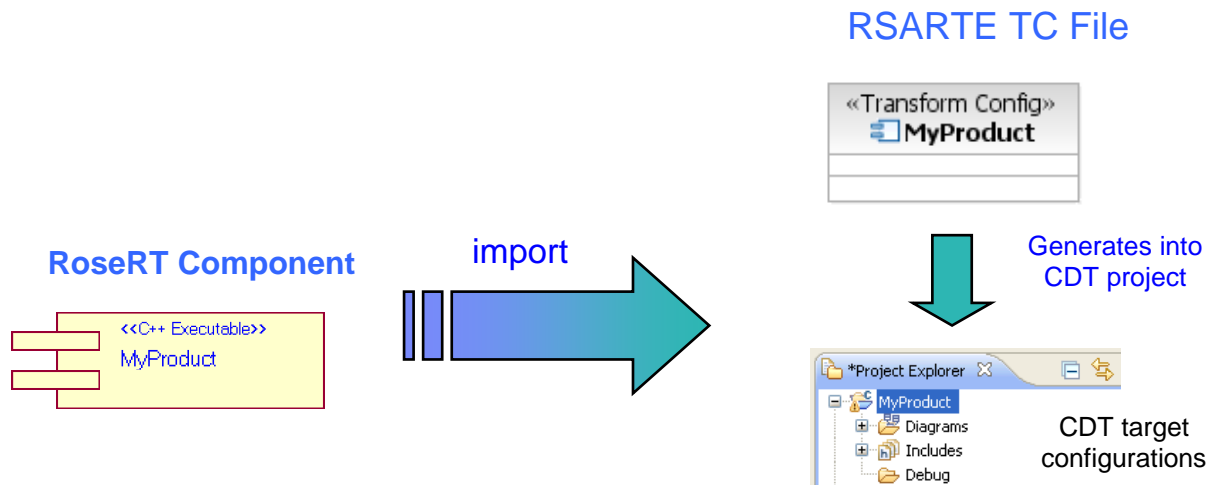 RSARTE TC File
«Transform Config»
MyProduct
RoseRT Component
import
Generates into
CDT project
<<C++ Executable>>
MyProduct
*Project Explorer
MyProduct
Diagrams
Includes
Debug
CDT target
configurations